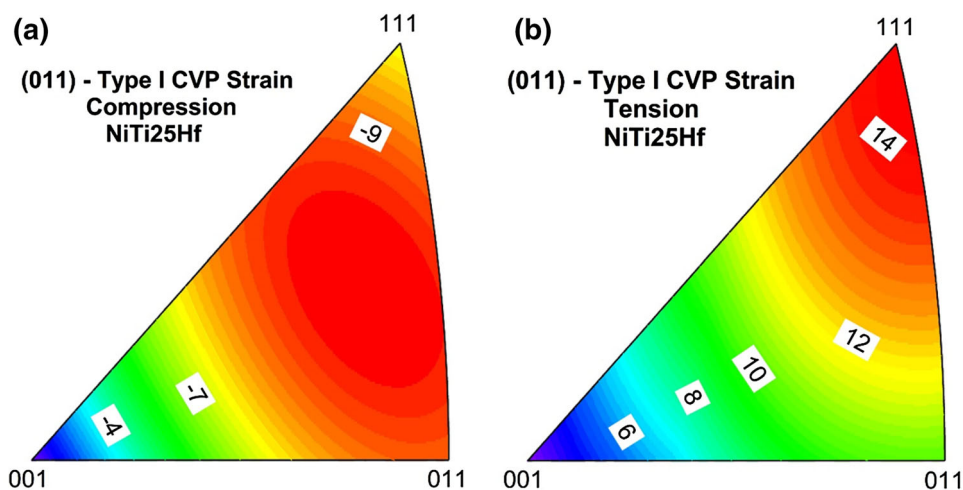 (a)
111
(011) - Type I CVP Strain
Compression
NiTi25Hf
-9
-7
-4
001
011
(b)
111
(011) - Type I CVP Strain
Tension
NiTi25Hf
14
12
10
8
6
001
011